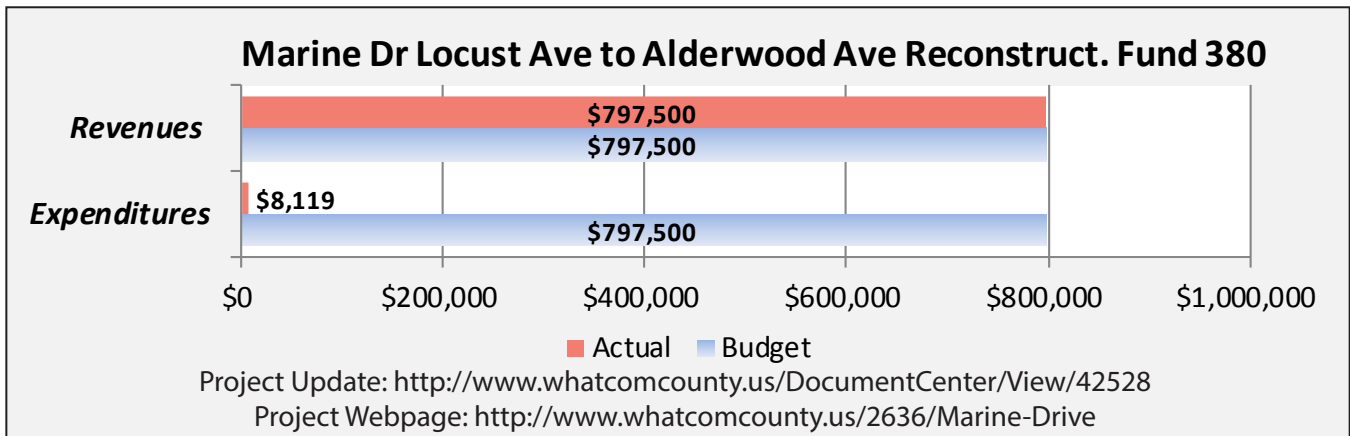 Marine Dr Locust Ave to Alderwood Ave Reconstruct. Fund 380
Revenues
$797,500
$797,500
Expenditures
$8,119
$797,500
$0 $200,000 $400,000 $600,000 $800,000 $1,000,000
Actual Budget
Project Update: http://www.whatcomcounty.us/DocumentCenter/View/42528
Project Webpage: http://www.whatcomcounty.us/2636/Marine-Drive